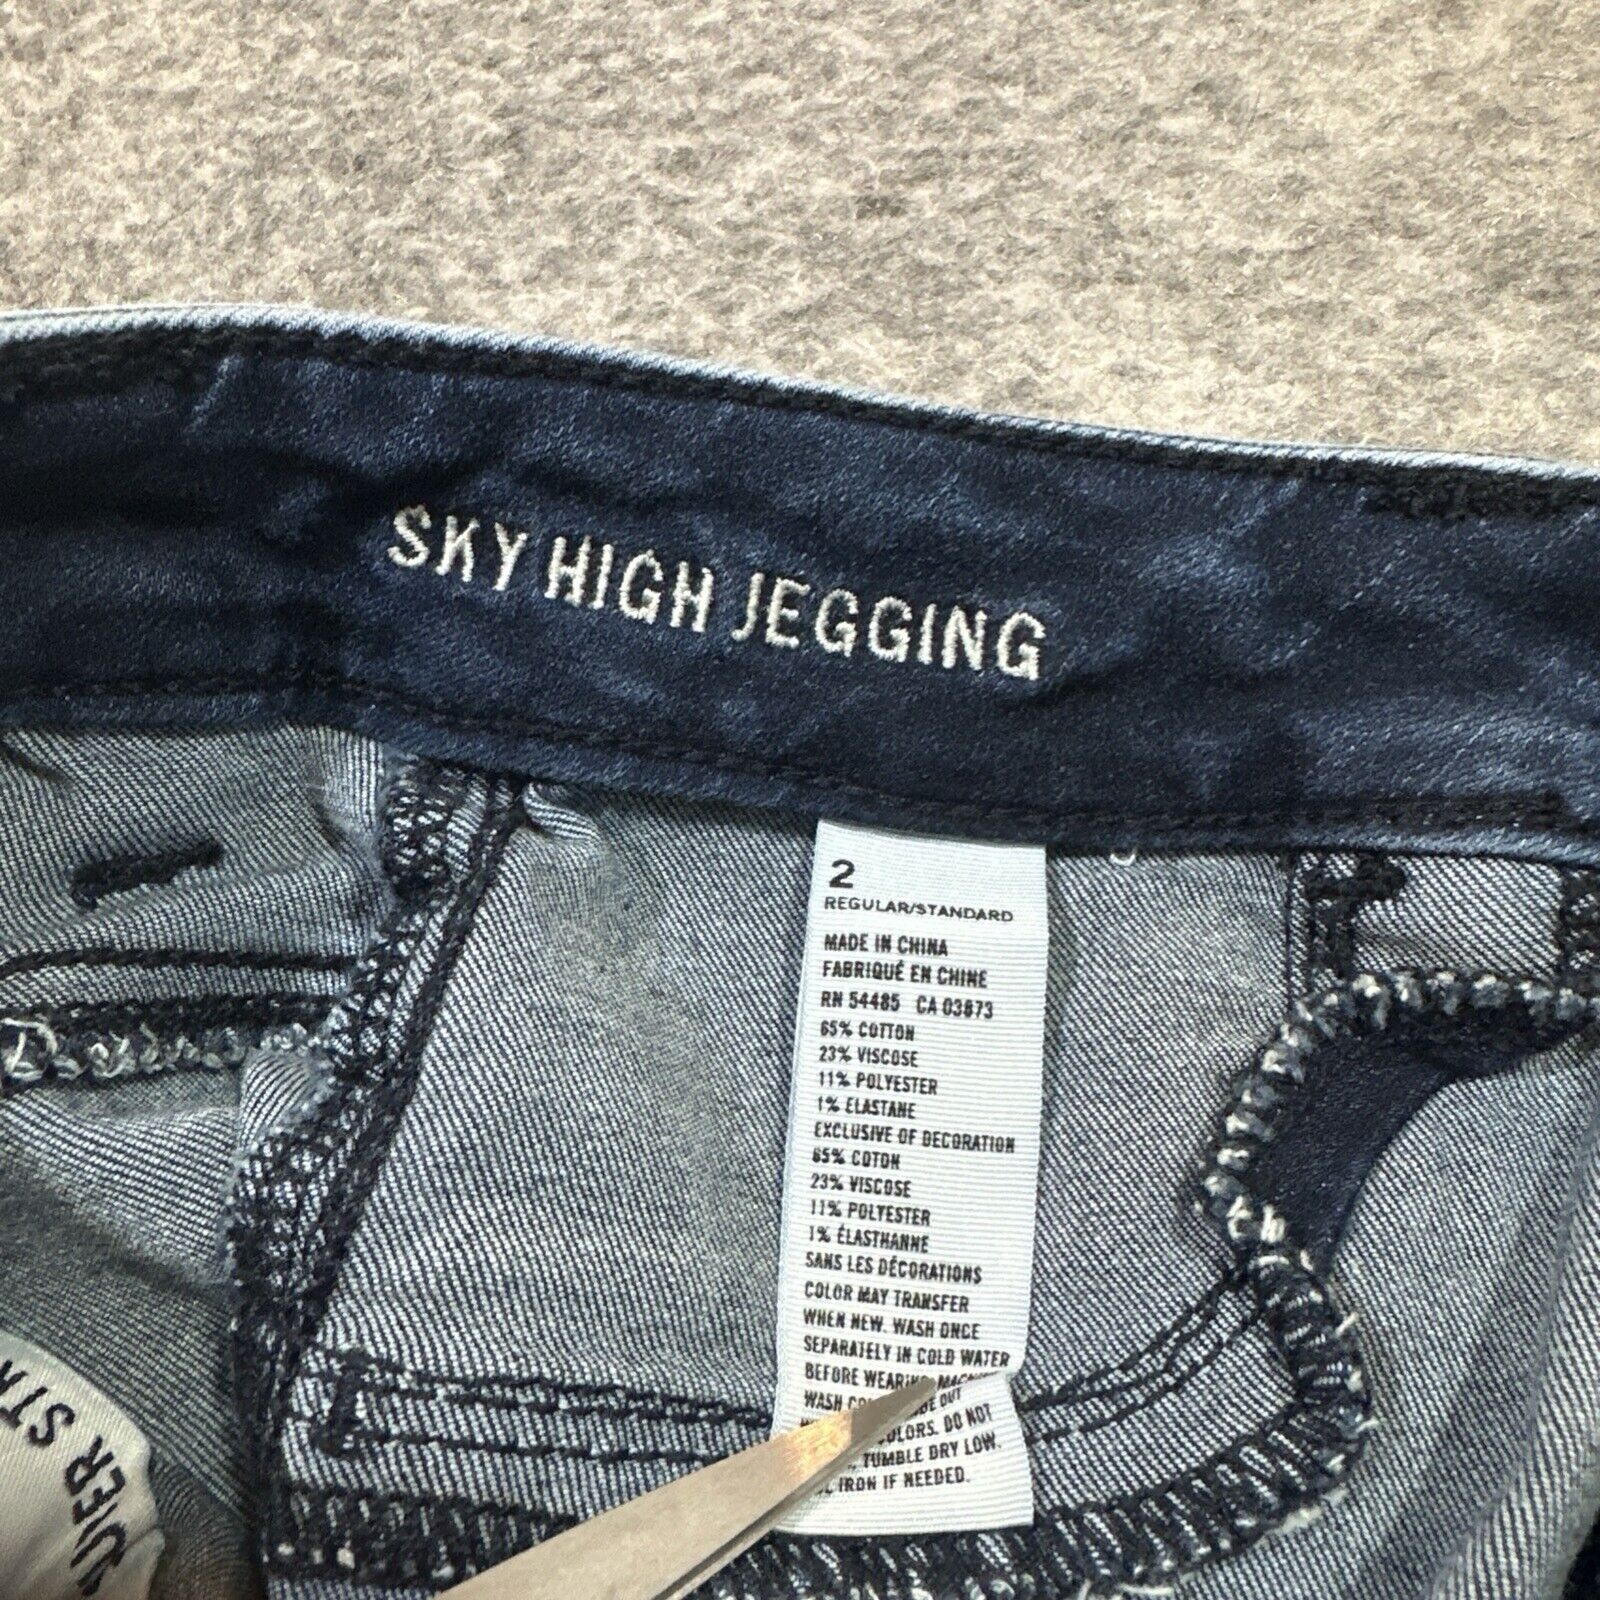 SKY HIGH JEGGING
2
REGULAR/STANDARD
MADE IN CHINA
FABRIQUÉ EN CHINE
RN 54485 CA 03873
65% COTTON
23% VISCOSE
11% POLYESTER
1% ELASTANE
EXCLUSIVE OF DECORATION
65% COTON
23% VISCOSE
11% POLYESTER
1% ÉLASTHANNE
SANS LES DÉCORATIONS
COLOR MAY TRANSFER
WHEN NEW. WASH ONCE
SEPARATELY IN COLD WATER
BEFORE WEARING.
WASH OUT
COLORS. DO NOT
TUMBLE DRY LOW.
IRON IF NEEDED.